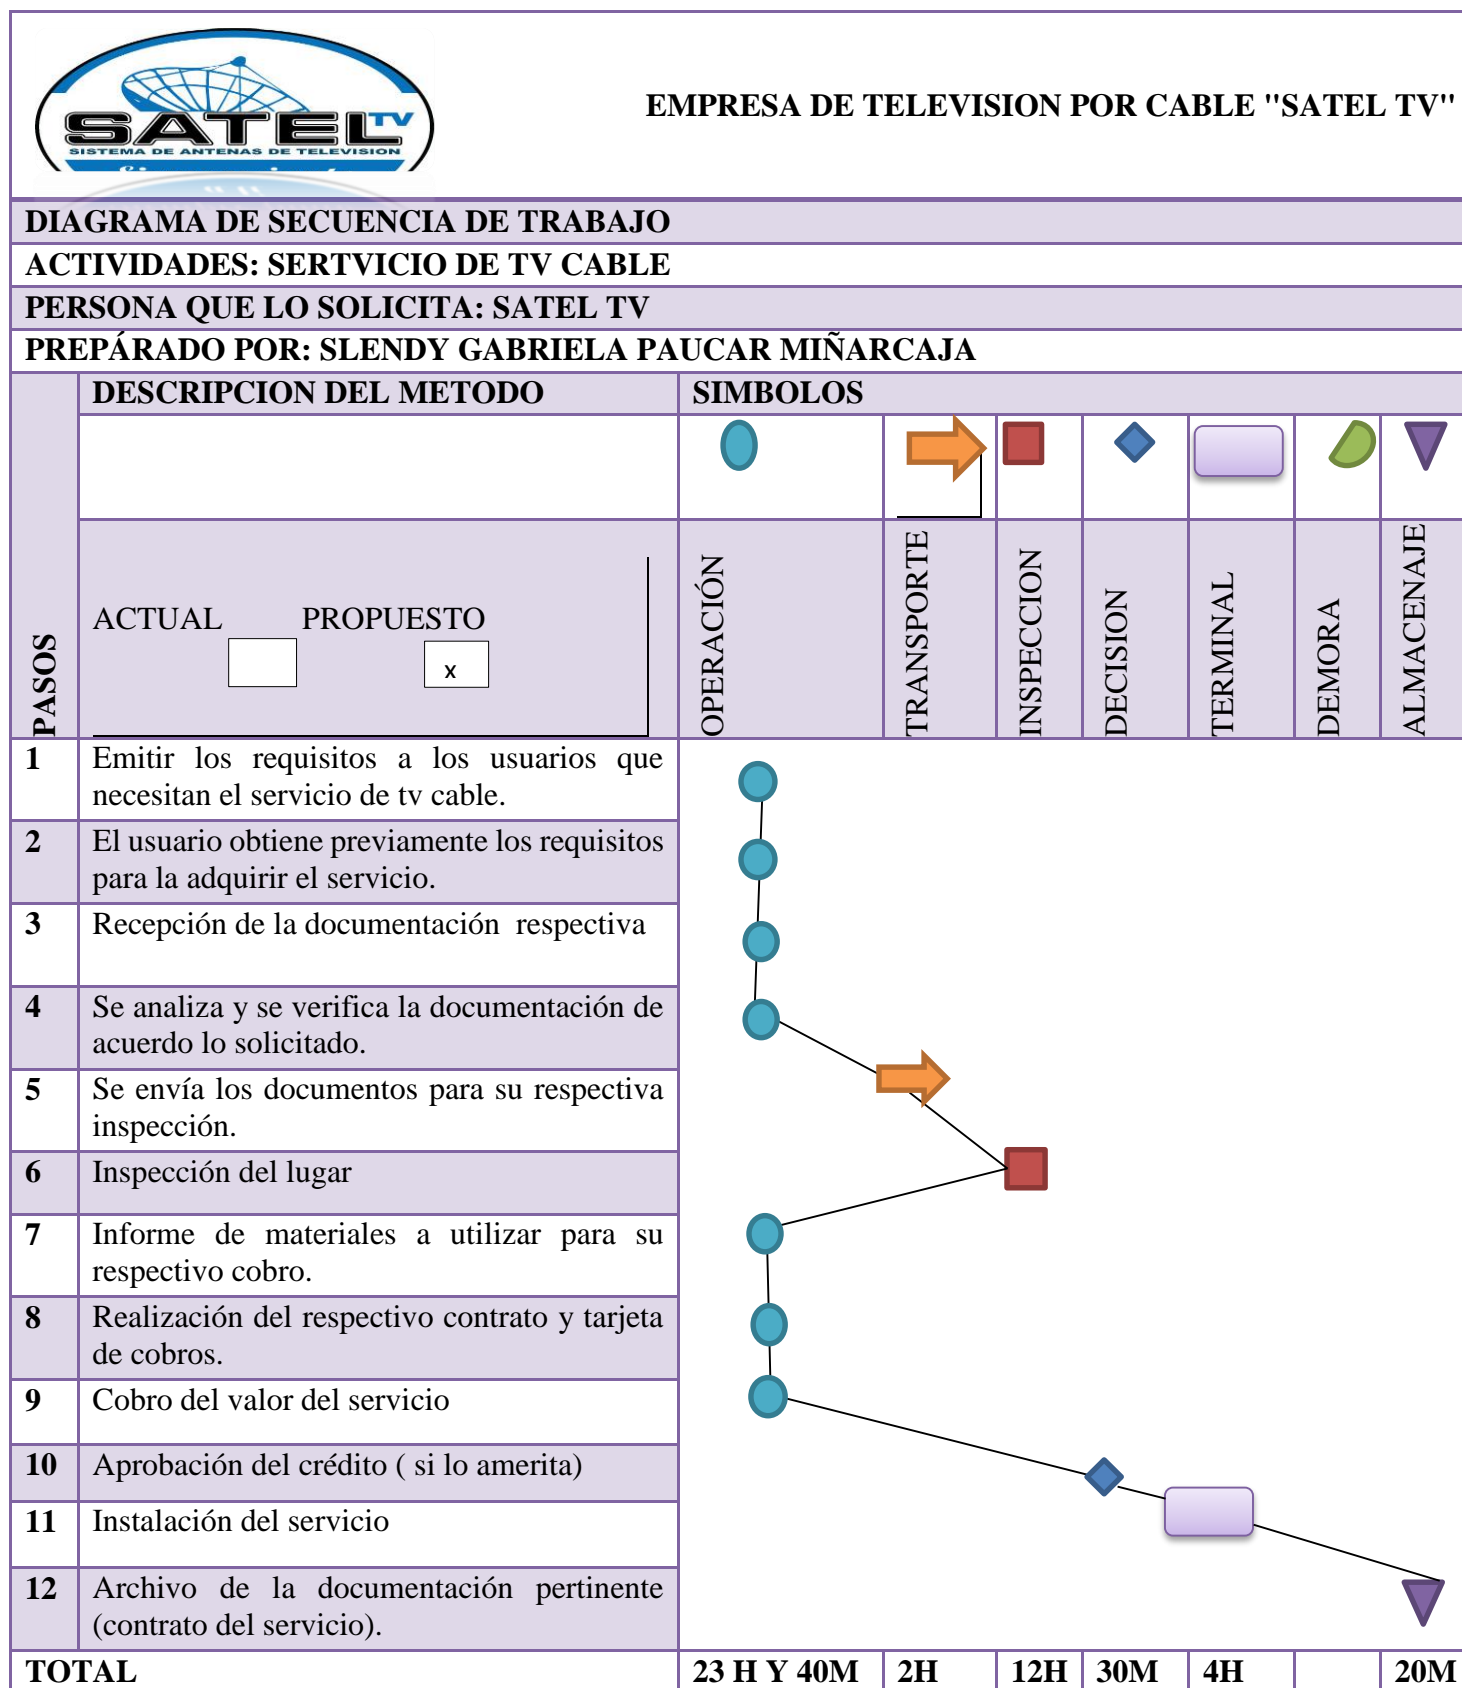 SATEL TV
SISTEMA DE ANTENAS DE TELEVISION
EMPRESA DE TELEVISION POR CABLE "SATEL TV"
DIAGRAMA DE SECUENCIA DE TRABAJO
ACTIVIDADES: SERTVICIO DE TV CABLE
PERSONA QUE LO SOLICITA: SATEL TV
PREPÁRADO POR: SLENDY GABRIELA PAUCAR MIÑARCAJA
PASOS
DESCRIPCION DEL METODO
SIMBOLOS
ACTUAL PROPUESTO
x
OPERACIÓN
TRANSPORTE
INSPECCION
DECISION
TERMINAL
DEMORA
ALMACENAJE
1 Emitir los requisitos a los usuarios que
necesitan el servicio de tv cable.
2 El usuario obtiene previamente los requisitos
para la adquirir el servicio.
3 Recepción de la documentación respectiva
4 Se analiza y se verifica la documentación de
acuerdo lo solicitado.
5 Se envía los documentos para su respectiva
inspección.
6 Inspección del lugar
7 Informe de materiales a utilizar para su
respectivo cobro.
8 Realización del respectivo contrato y tarjeta
de cobros.
9 Cobro del valor del servicio
10 Aprobación del crédito ( si lo amerita)
11 Instalación del servicio
12 Archivo de la documentación pertinente
(contrato del servicio).
TOTAL 23 H Y 40M 2H 12H 30M 4H 20M